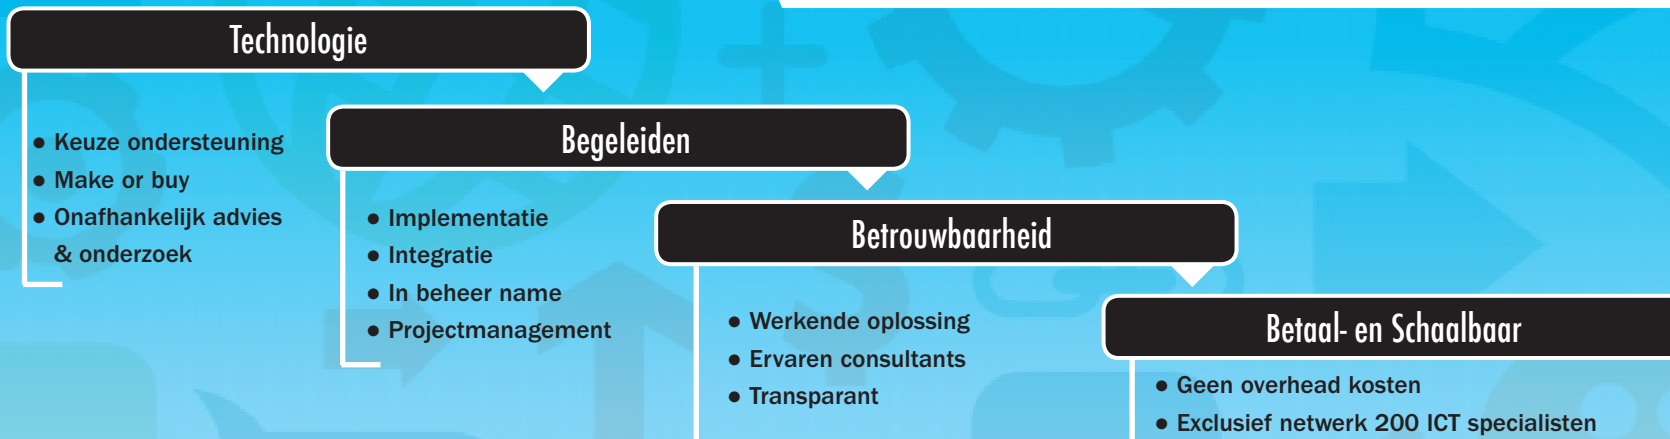 Technologie
• Keuze ondersteuning
• Make or buy
• Onafhankelijk advies
& onderzoek
Begeleiden
• Implementatie
• Integratie
• In beheer name
• Projectmanagement
Betrouwbaarheid
• Werkende oplossing
• Ervaren consultants
• Transparant
Betaal- en Schaalbaar
• Geen overhead kosten
• Exclusief netwerk 200 ICT specialisten